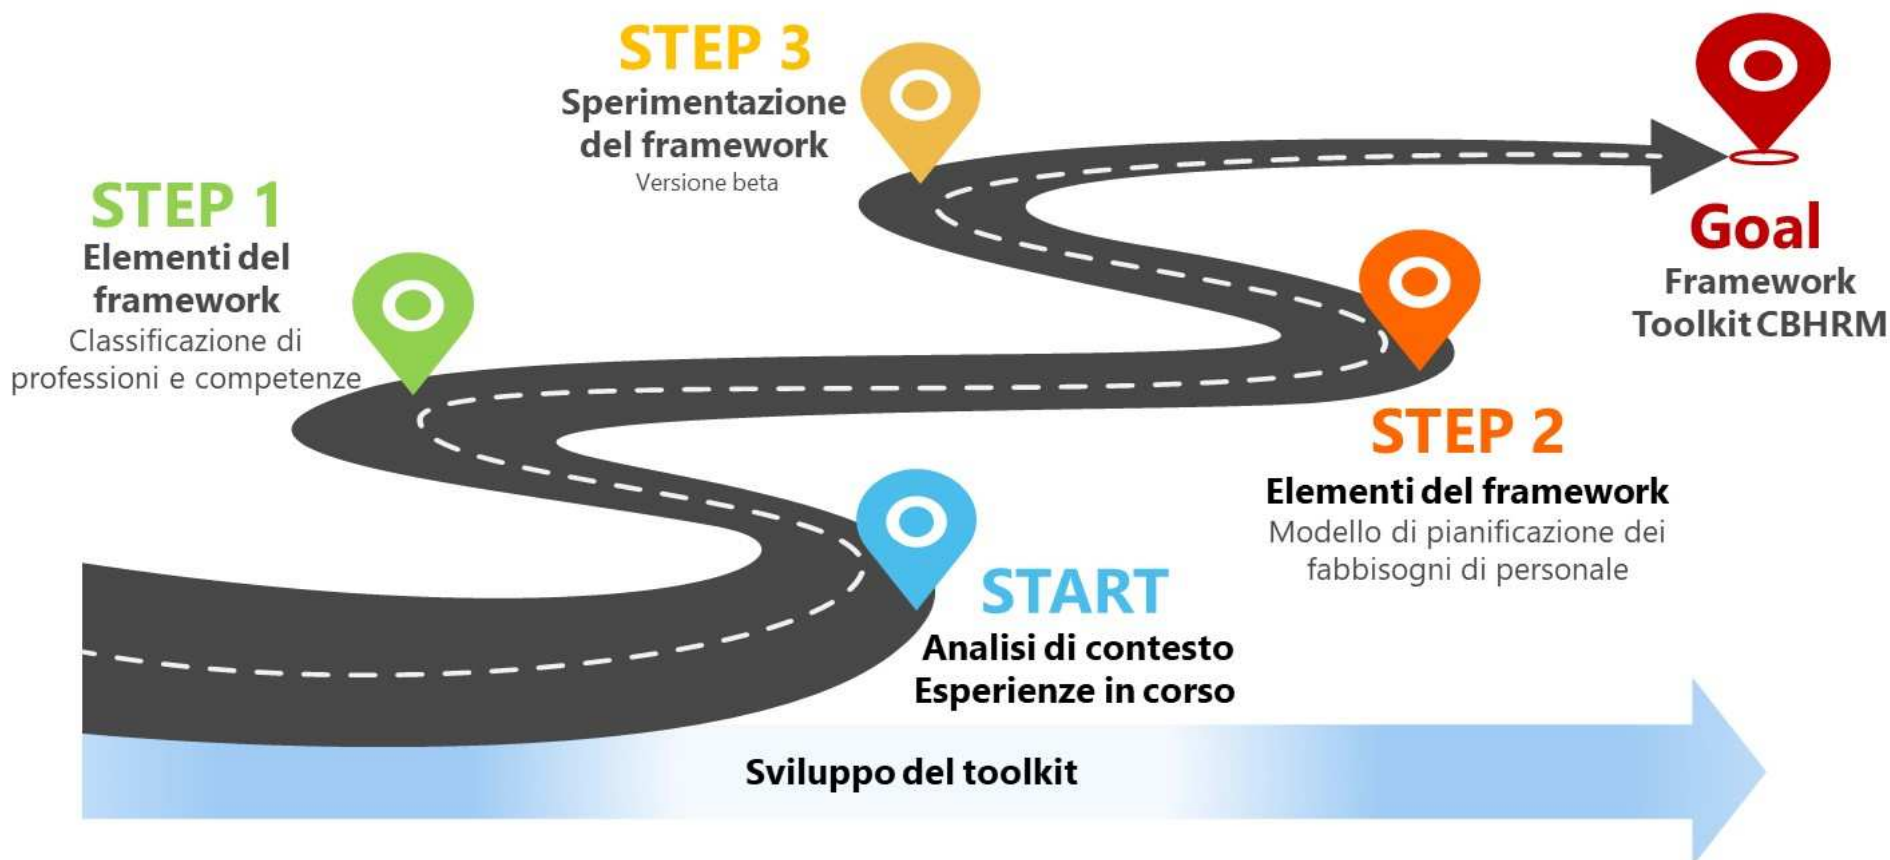 STEP 3
Sperimentazione
del framework
Versione beta
STEP 1
Elementi del
framework
Classificazione di
professioni e competenze
Goal
Framework
Toolkit CBHRM
STEP 2
Elementi del framework
Modello di pianificazione dei
fabbisogni di personale
START
Analisi di contesto
Esperienze in corso
Sviluppo del toolkit